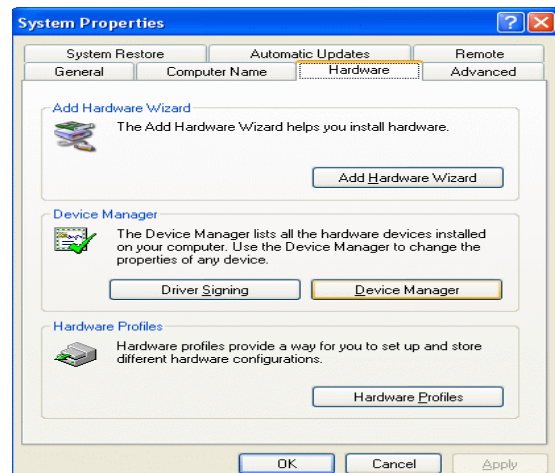 System Properties
System Restore Automatic Updates Remote
General Computer Name Hardware Advanced
Add Hardware Wizard
The Add Hardware Wizard helps you install hardware.
Add Hardware Wizard
Device Manager
The Device Manager lists all the hardware devices installed
on your computer. Use the Device Manager to change the
properties of any device.
Driver Signing Device Manager
Hardware Profiles
Hardware profiles provide a way for you to set up and store
different hardware configurations.
Hardware Profiles
OK Cancel Apply